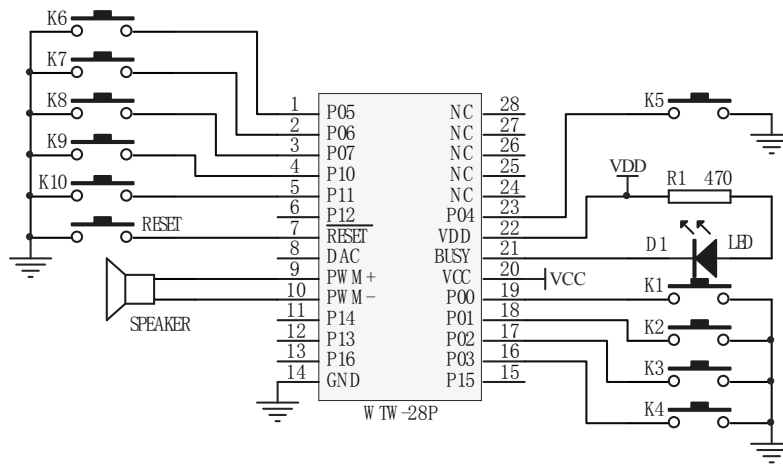 K6
K7
K8
K9
K10
RESET
SPEAKER
1 P05
2 P06
3 P07
4 P10
5 P11
6 P12
7 RESET
8 DAC
9 PWM+
10 PWM-
11 P14
12 P13
13 P16
14 GND
NC 28
NC 27
NC 26
NC 25
NC 24
P04 23
VDD 22
BUSY 21
VCC 20
P00 19
P01 18
P02 17
P03 16
P15 15
WTW-28P
K5
VDD
R1 470
D1 LED
VCC
K1
K2
K3
K4